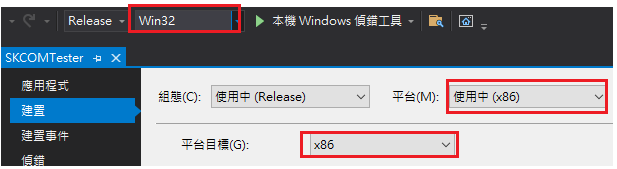 Release Win32 本機 Windows 偵錯工具
SKCOMTester
應用程式
組態(C): 使用中 (Release) 平台(M): 使用中 (x86)
建置
建置事件
平台目標(G): x86
偵錯